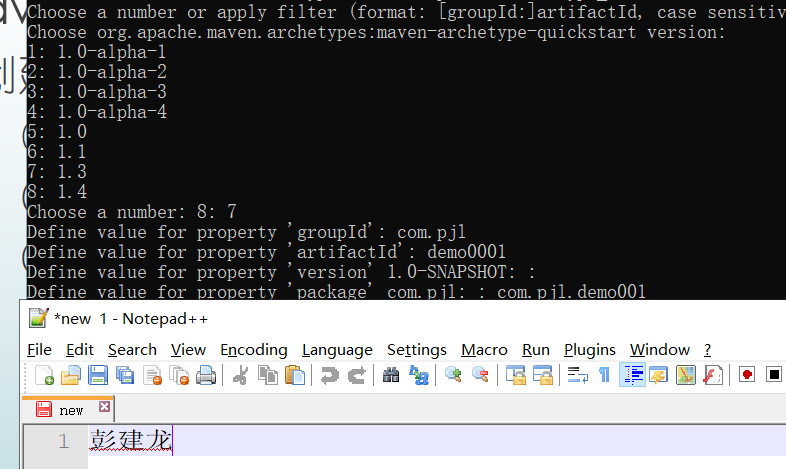 Choose a number or apply filter (format: [groupId:]artifactId, case sensitiv
Choose org.apache.maven.archetypes:maven-archetype-quickstart version:
1: 1.0-alpha-1
2: 1.0-alpha-2
3: 1.0-alpha-3
4: 1.0-alpha-4
5: 1.0
6: 1.1
7: 1.3
8: 1.4
Choose a number: 8: 7
Define value for property 'groupId': com.pjl
Define value for property 'artifactId': demo0001
Define value for property 'version' 1.0-SNAPSHOT: :
Define value for property 'package' com.pjl: : com.pjl.demo001
*new 1 - Notepad++
File Edit Search View Encoding Language Settings Macro Run Plugins Window ?
new
1 彭建龙